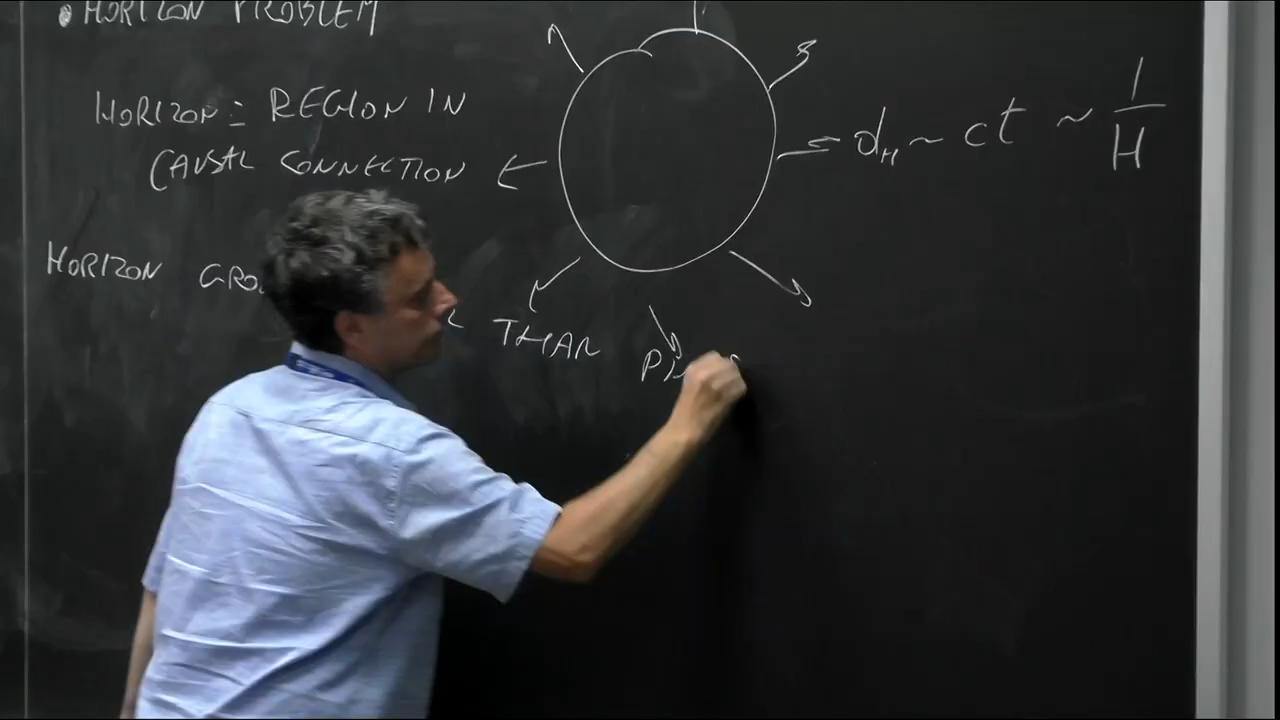 • HORIZON PROBLEM
HORIZON = REGION IN
CAUSAL CONNECTION
d_H ~ ct ~ 1/H
HORIZON
THAN